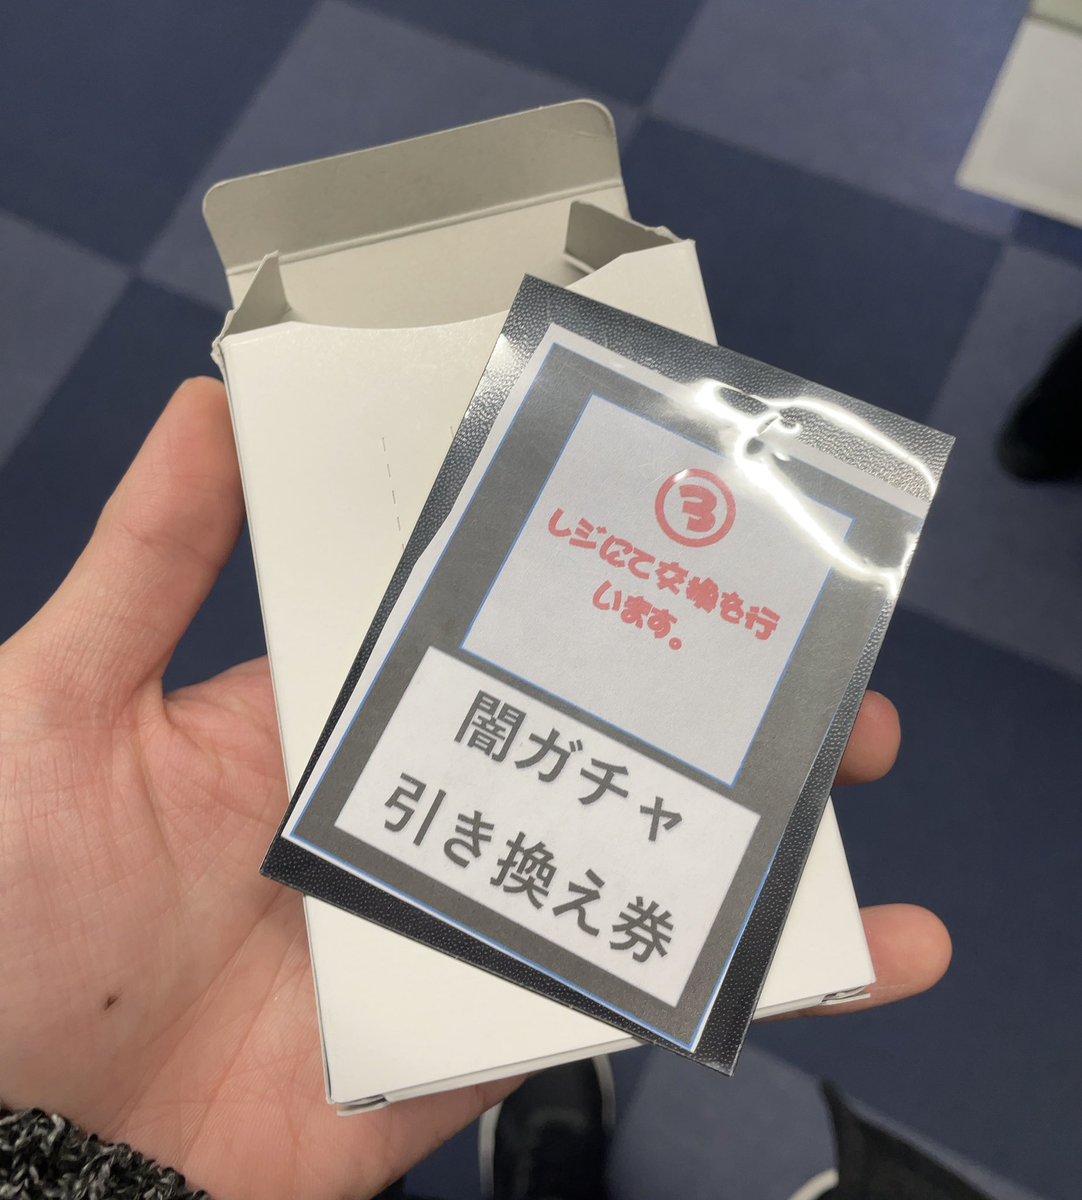 ③
レジにて交換を行
います。
闇ガチャ
引き換え券